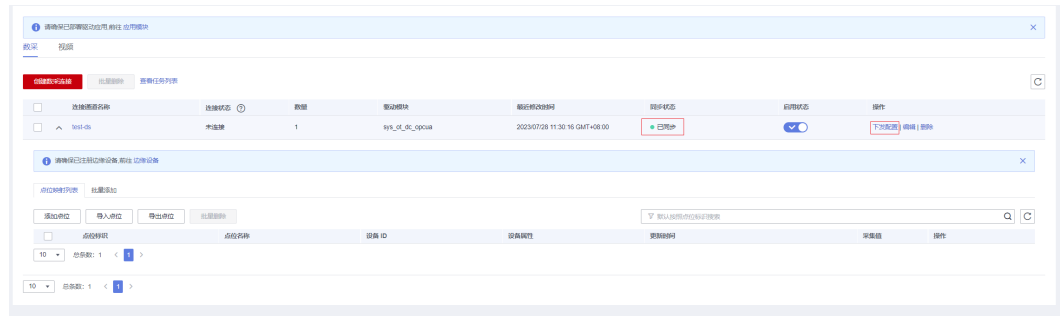 请确保已部署驱动应用,前往 应用模块
数采 视频
创建数采连接 批量删除 查看任务列表
连接通道名称 连接状态 数量 驱动模块 最近修改时间 同步状态 启用状态 操作
test-ds 未连接 1 sys_ot_dc_opcua 2023/07/28 11:30:16 GMT+08:00 已同步 下发配置 | 编辑 | 删除
请确保已注册边缘设备,前往 边缘设备
点位映射列表 批量添加
添加点位 导入点位 导出点位 批量删除 默认按照点位标识搜索
点位标识 点位名称 设备 ID 设备属性 更新时间 采集值 操作
10 总条数: 1 < 1 >
10 总条数: 1 < 1 >